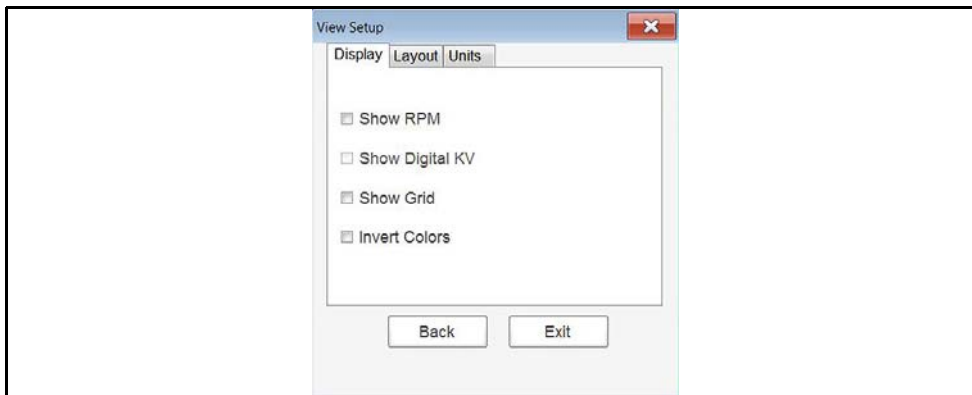 View Setup
Display Layout Units
Show RPM
Show Digital KV
Show Grid
Invert Colors
Back Exit